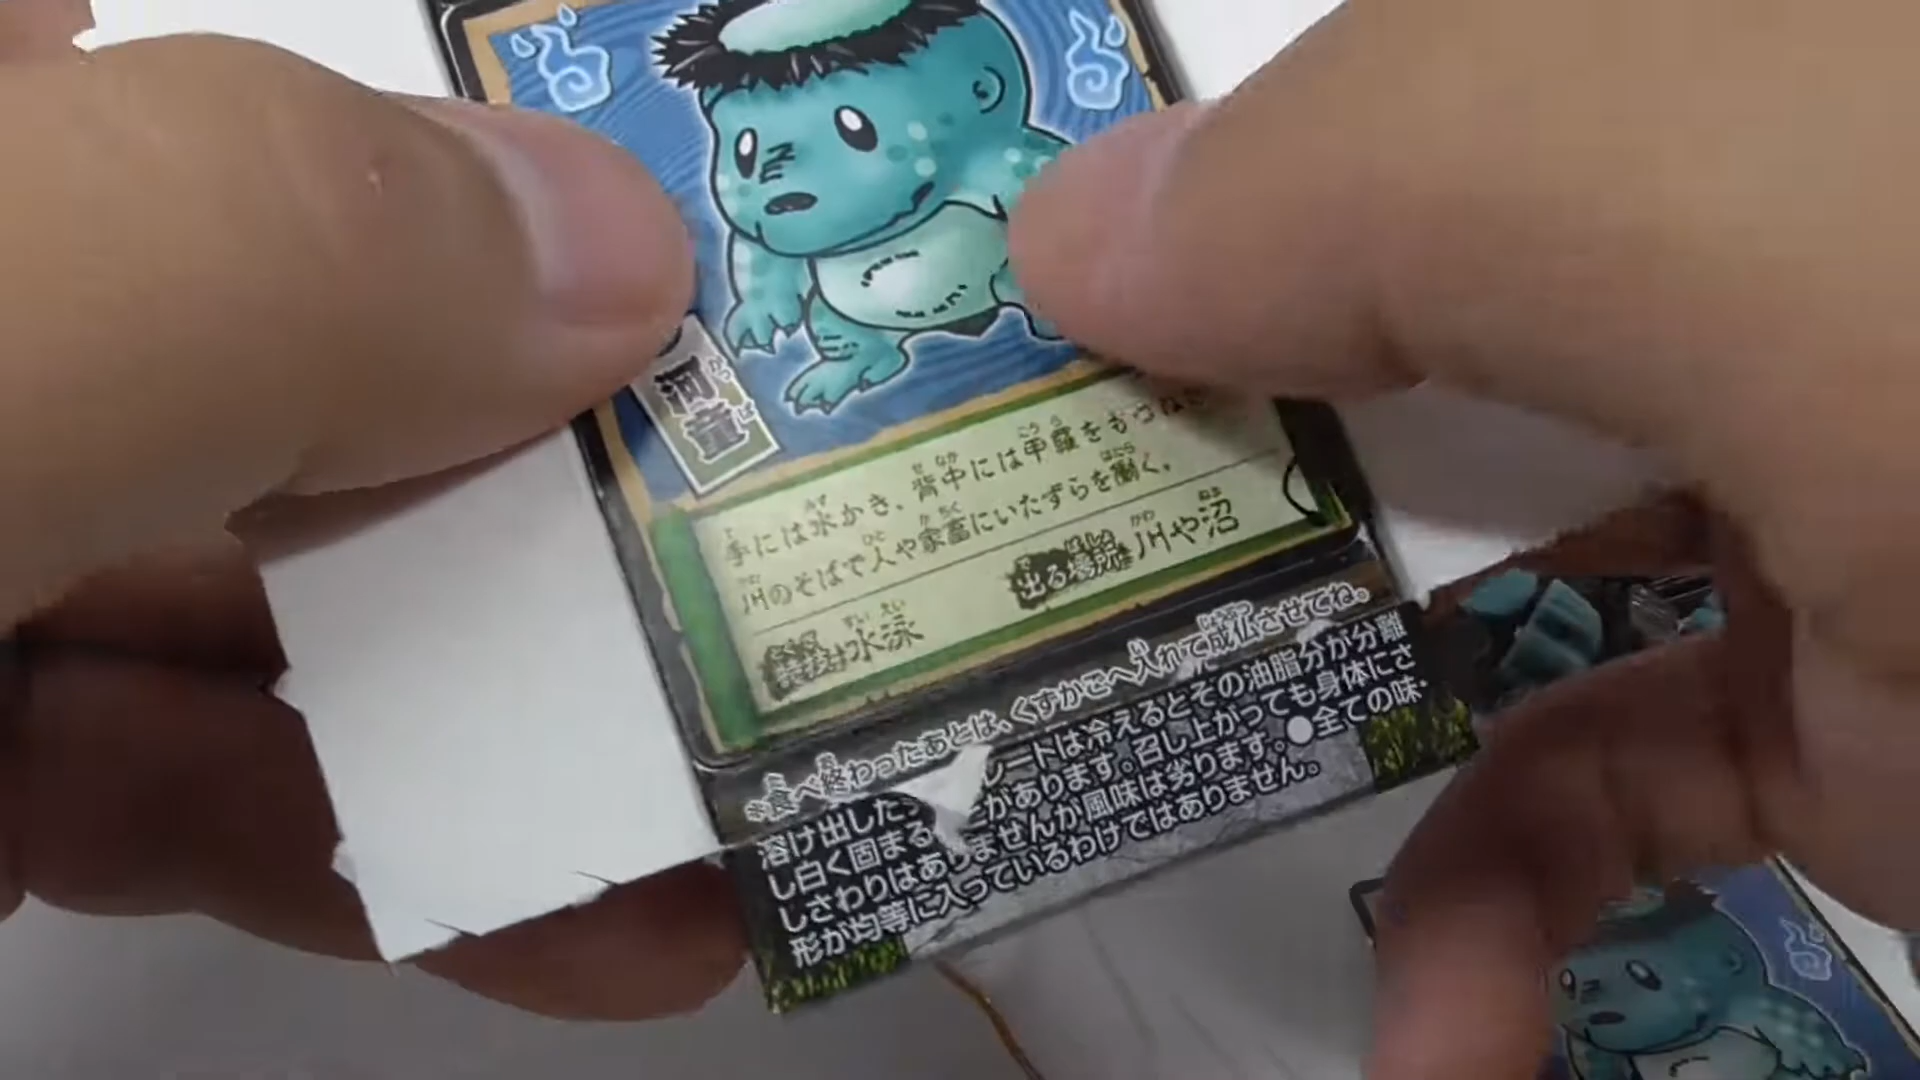 河童
かっぱ
手には水かき、背中には甲羅をもつ
川のそばで人や家畜にいたずらを働く。
出る場所 川や沼
特技 水泳
食べ終わったあとは、くずかごへ入れて成仏させてね。
溶け出した レートは冷えるとその油脂分が分離
し白く固まる があります。召し上がっても身体にさ
しさわりはありませんが風味は劣ります。●全ての味・
形が均等に入っているわけではありません。